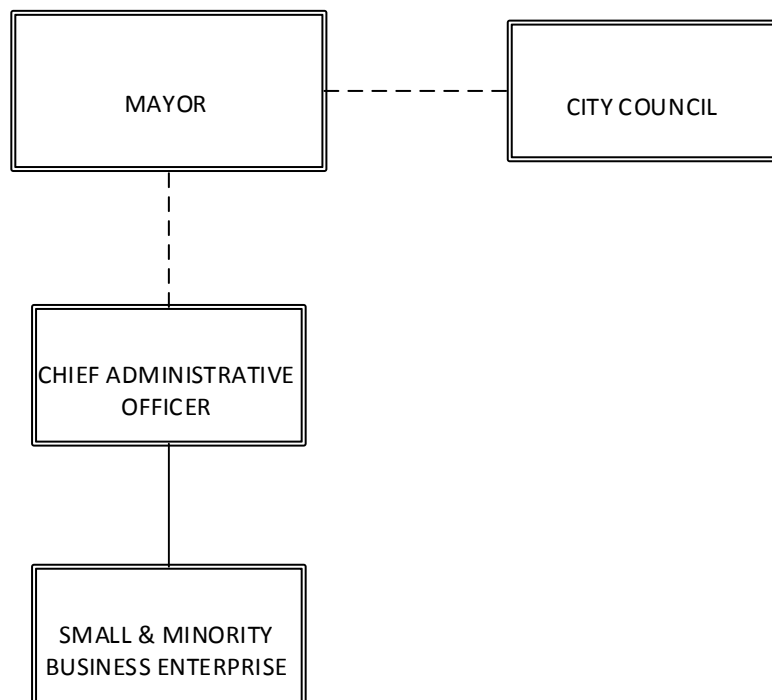 MAYOR
CITY COUNCIL
CHIEF ADMINISTRATIVE
OFFICER
SMALL & MINORITY
BUSINESS ENTERPRISE